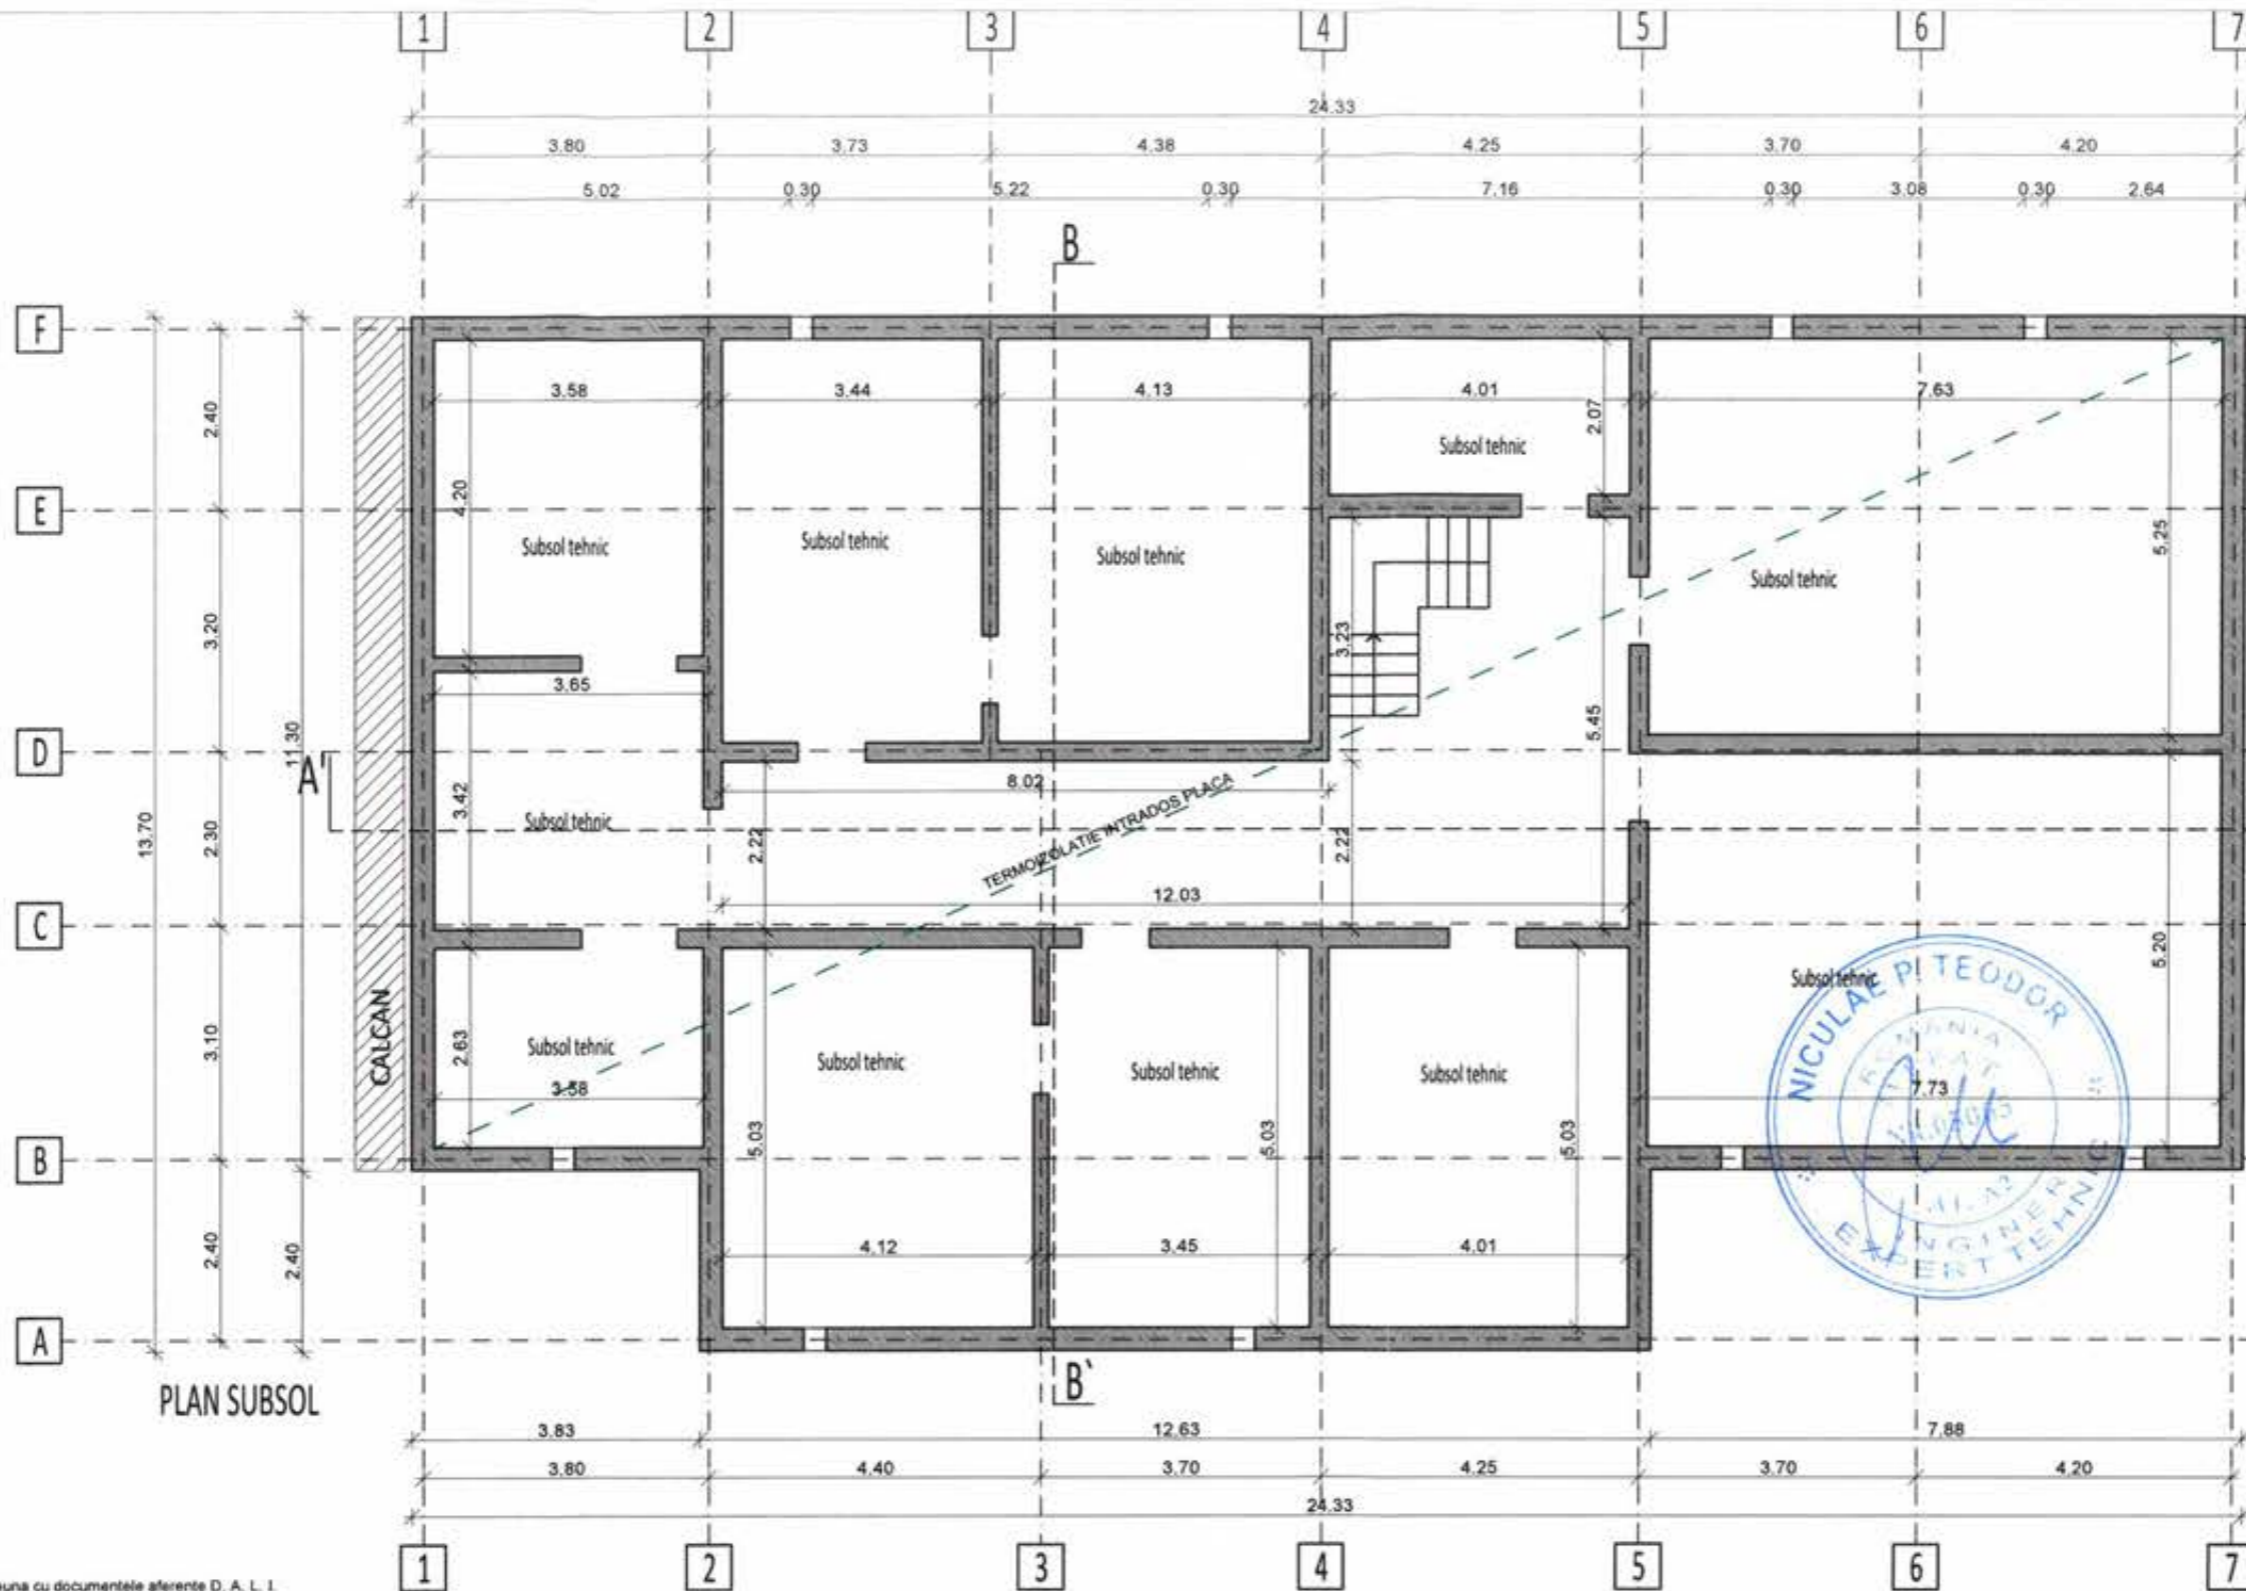 1 2 3 4 5 6 7
24.33
3.80 3.73 4.38 4.25 3.70 4.20
5.02 0.30 5.22 0.30 7.16 0.30 3.08 0.30 2.64
B
F
3.58 3.44 4.13 4.01 7.63
2.40
2.07
Subsol tehnic
E
4.20
Subsol tehnic
Subsol tehnic
Subsol tehnic
5.25
Subsol tehnic
3.20
3.23
3.65
5.45
D
11.30
A'
8.02
TERMOIZOLATIE INTRADOS PLACA
3.42
Subsol tehnic
13.70
2.30
2.22
2.22
12.03
C
5.20
Subsol tehnic
CALCAN
3.10
2.63
Subsol tehnic
3.58
Subsol tehnic
Subsol tehnic
Subsol tehnic
7.73
NICULAE P. TEODOR
ROMANIA
INGINER
EXPERT TEHNIC
5.03
5.03
5.03
B
2.40
2.40
4.12 3.45 4.01
A
B`
PLAN SUBSOL
3.83 12.63 7.88
3.80 4.40 3.70 4.25 3.70 4.20
24.33
1 2 3 4 5 6 7
cu documentele aferente D. A. L. I.